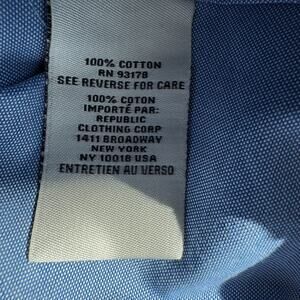 100% COTTON
RN 93178
SEE REVERSE FOR CARE
100% COTON
IMPORTÉ PAR:
REPUBLIC
CLOTHING CORP
1411 BROADWAY
NEW YORK
NY 10018 USA
ENTRETIEN AU VERSO